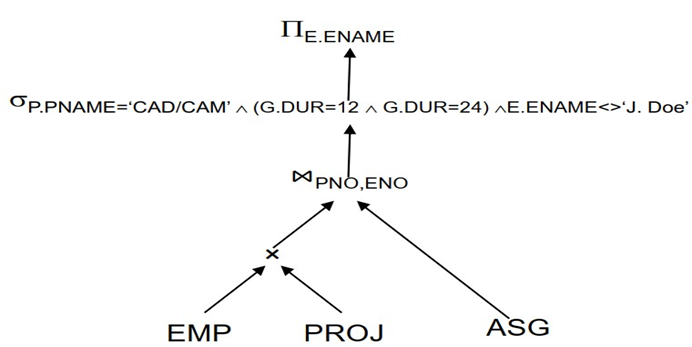 ΠE.ENAME
σP.PNAME=‘CAD/CAM’ ∧ (G.DUR=12 ∧ G.DUR=24) ∧E.ENAME<>‘J. Doe’
⋈PNO,ENO
×
EMP PROJ ASG